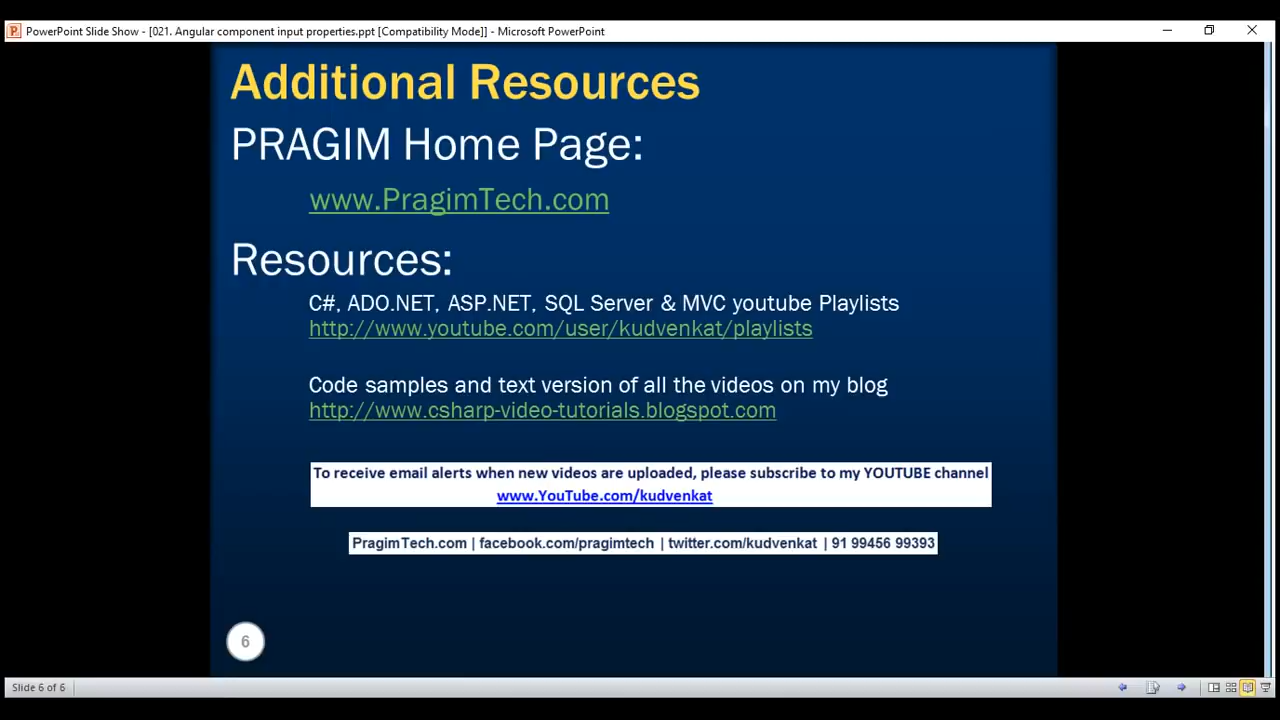 PowerPoint Slide Show - [021. Angular component input properties.ppt [Compatibility Mode]] - Microsoft PowerPoint
Additional Resources
PRAGIM Home Page:
www.PragimTech.com
Resources:
C#, ADO.NET, ASP.NET, SQL Server & MVC youtube Playlists
http://www.youtube.com/user/kudvenkat/playlists
Code samples and text version of all the videos on my blog
http://www.csharp-video-tutorials.blogspot.com
To receive email alerts when new videos are uploaded, please subscribe to my YOUTUBE channel
www.YouTube.com/kudvenkat
PragimTech.com | facebook.com/pragimtech | twitter.com/kudvenkat | 91 99456 99393
6
Slide 6 of 6